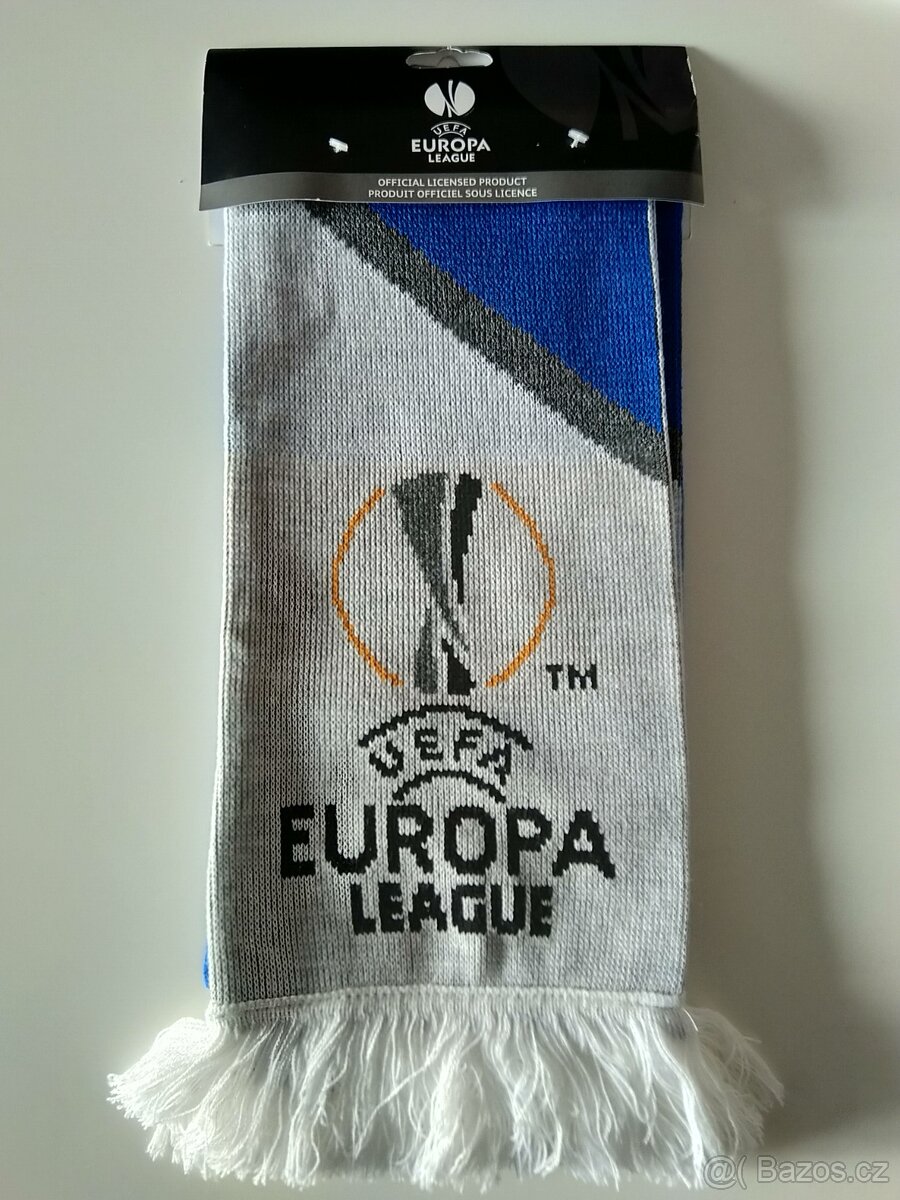 UEFA
EUROPA
LEAGUE
OFFICIAL LICENSED PRODUCT
PRODUIT OFFICIEL SOUS LICENCE
TM
UEFA
EUROPA
LEAGUE
@( Bazos.cz